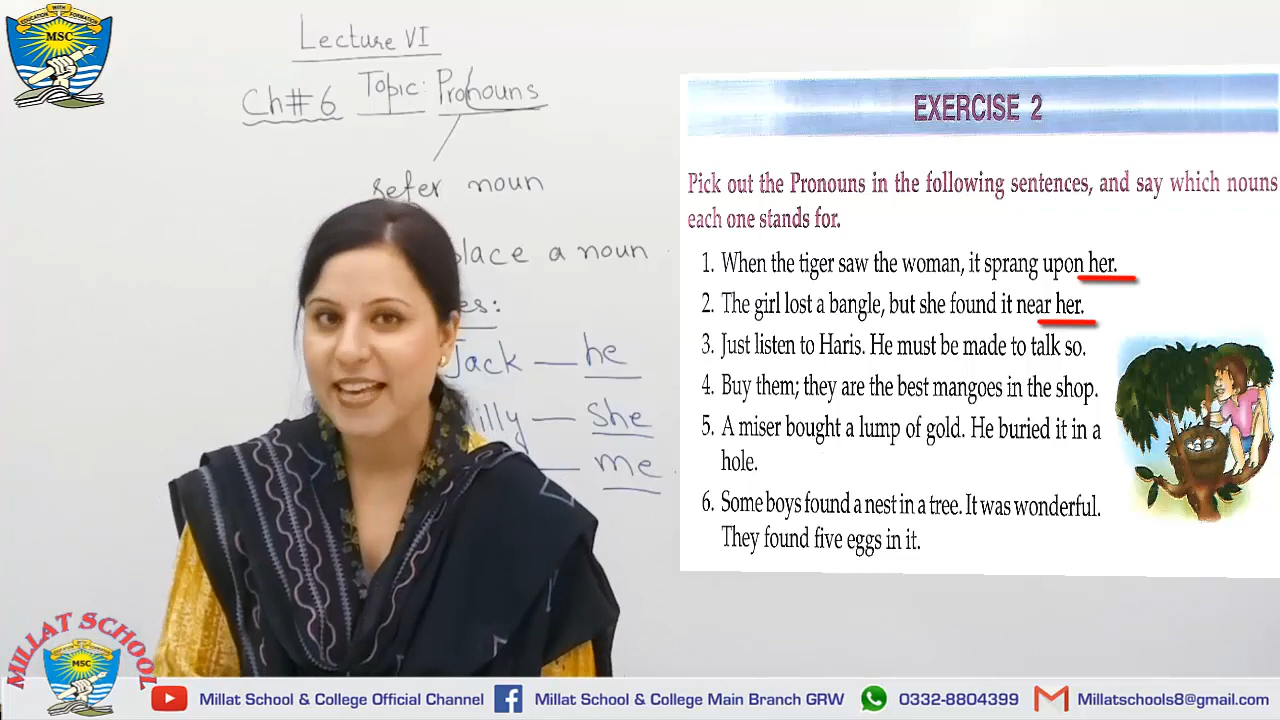 EDUCATION WITH FORMATION
MSC
Lecture VI
Ch# 6 Topic: Pronouns
refer noun
place a noun
es:
Jack — he
illy — she
— me
EXERCISE 2
Pick out the Pronouns in the following sentences, and say which nouns
each one stands for.
1. When the tiger saw the woman, it sprang upon her.
2. The girl lost a bangle, but she found it near her.
3. Just listen to Haris. He must be made to talk so.
4. Buy them; they are the best mangoes in the shop.
5. A miser bought a lump of gold. He buried it in a
hole.
6. Some boys found a nest in a tree. It was wonderful.
They found five eggs in it.
MILLAT SCHOOL
MSC
Millat School & College Official Channel
Millat School & College Main Branch GRW
0332-8804399
Millatschools8@gmail.com